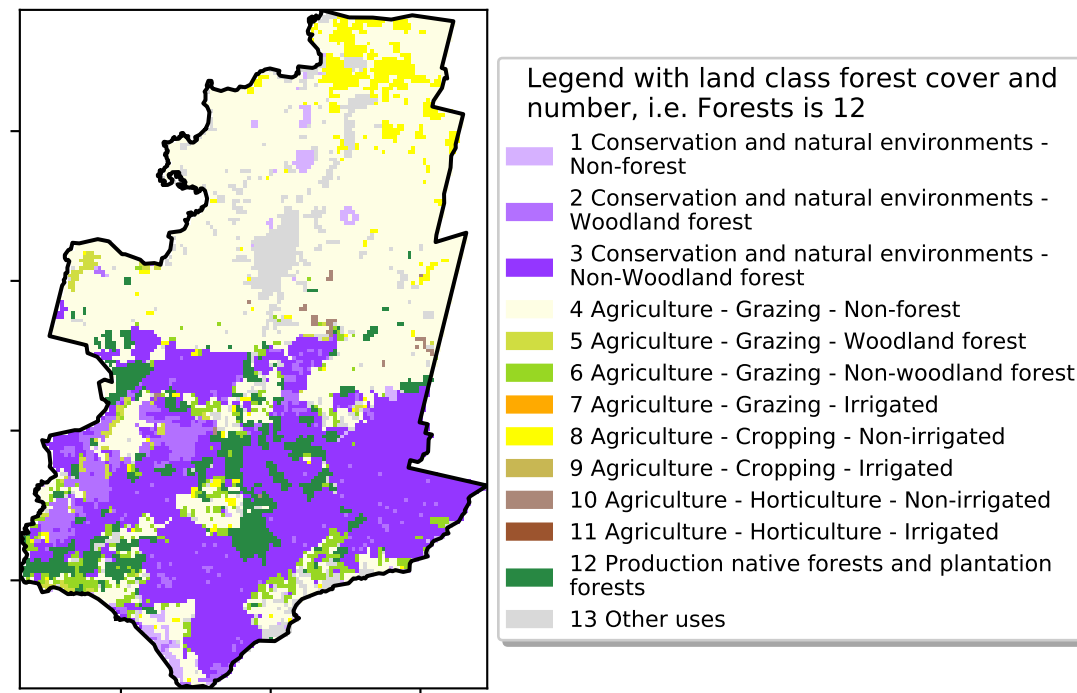 Legend with land class forest cover and
number, i.e. Forests is 12
1 Conservation and natural environments -
Non-forest
2 Conservation and natural environments -
Woodland forest
3 Conservation and natural environments -
Non-Woodland forest
4 Agriculture - Grazing - Non-forest
5 Agriculture - Grazing - Woodland forest
6 Agriculture - Grazing - Non-woodland forest
7 Agriculture - Grazing - Irrigated
8 Agriculture - Cropping - Non-irrigated
9 Agriculture - Cropping - Irrigated
10 Agriculture - Horticulture - Non-irrigated
11 Agriculture - Horticulture - Irrigated
12 Production native forests and plantation
forests
13 Other uses